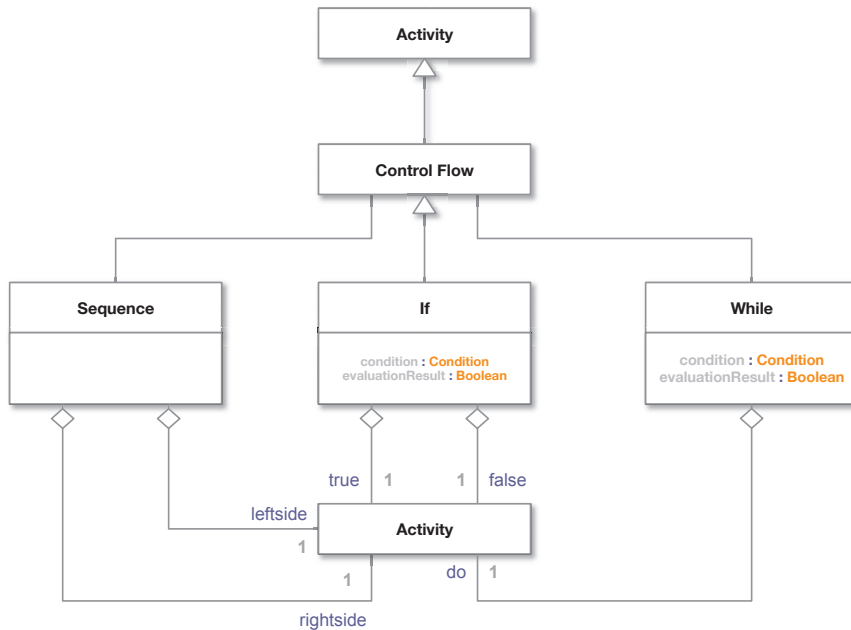 Activity
Control Flow
Sequence
If
While
condition : Condition
evaluationResult : Boolean
condition : Condition
evaluationResult : Boolean
true
1
1
false
leftside
1
Activity
1
do
1
rightside